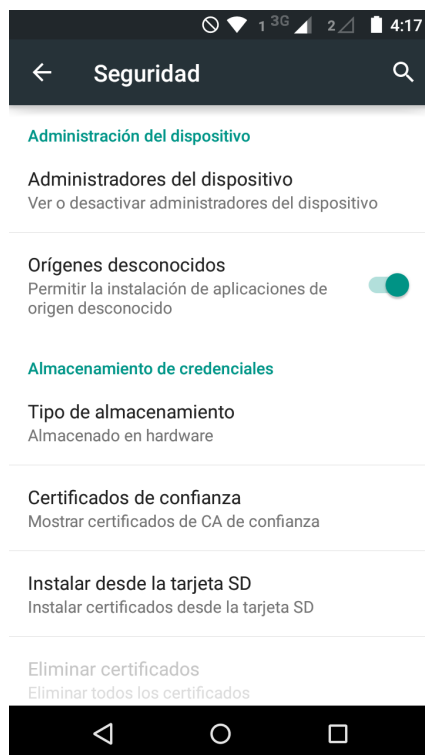 1 3G 2 4:17
Seguridad
Administración del dispositivo
Administradores del dispositivo
Ver o desactivar administradores del dispositivo
Orígenes desconocidos
Permitir la instalación de aplicaciones de
origen desconocido
Almacenamiento de credenciales
Tipo de almacenamiento
Almacenado en hardware
Certificados de confianza
Mostrar certificados de CA de confianza
Instalar desde la tarjeta SD
Instalar certificados desde la tarjeta SD
Eliminar certificados
Eliminar todos los certificados